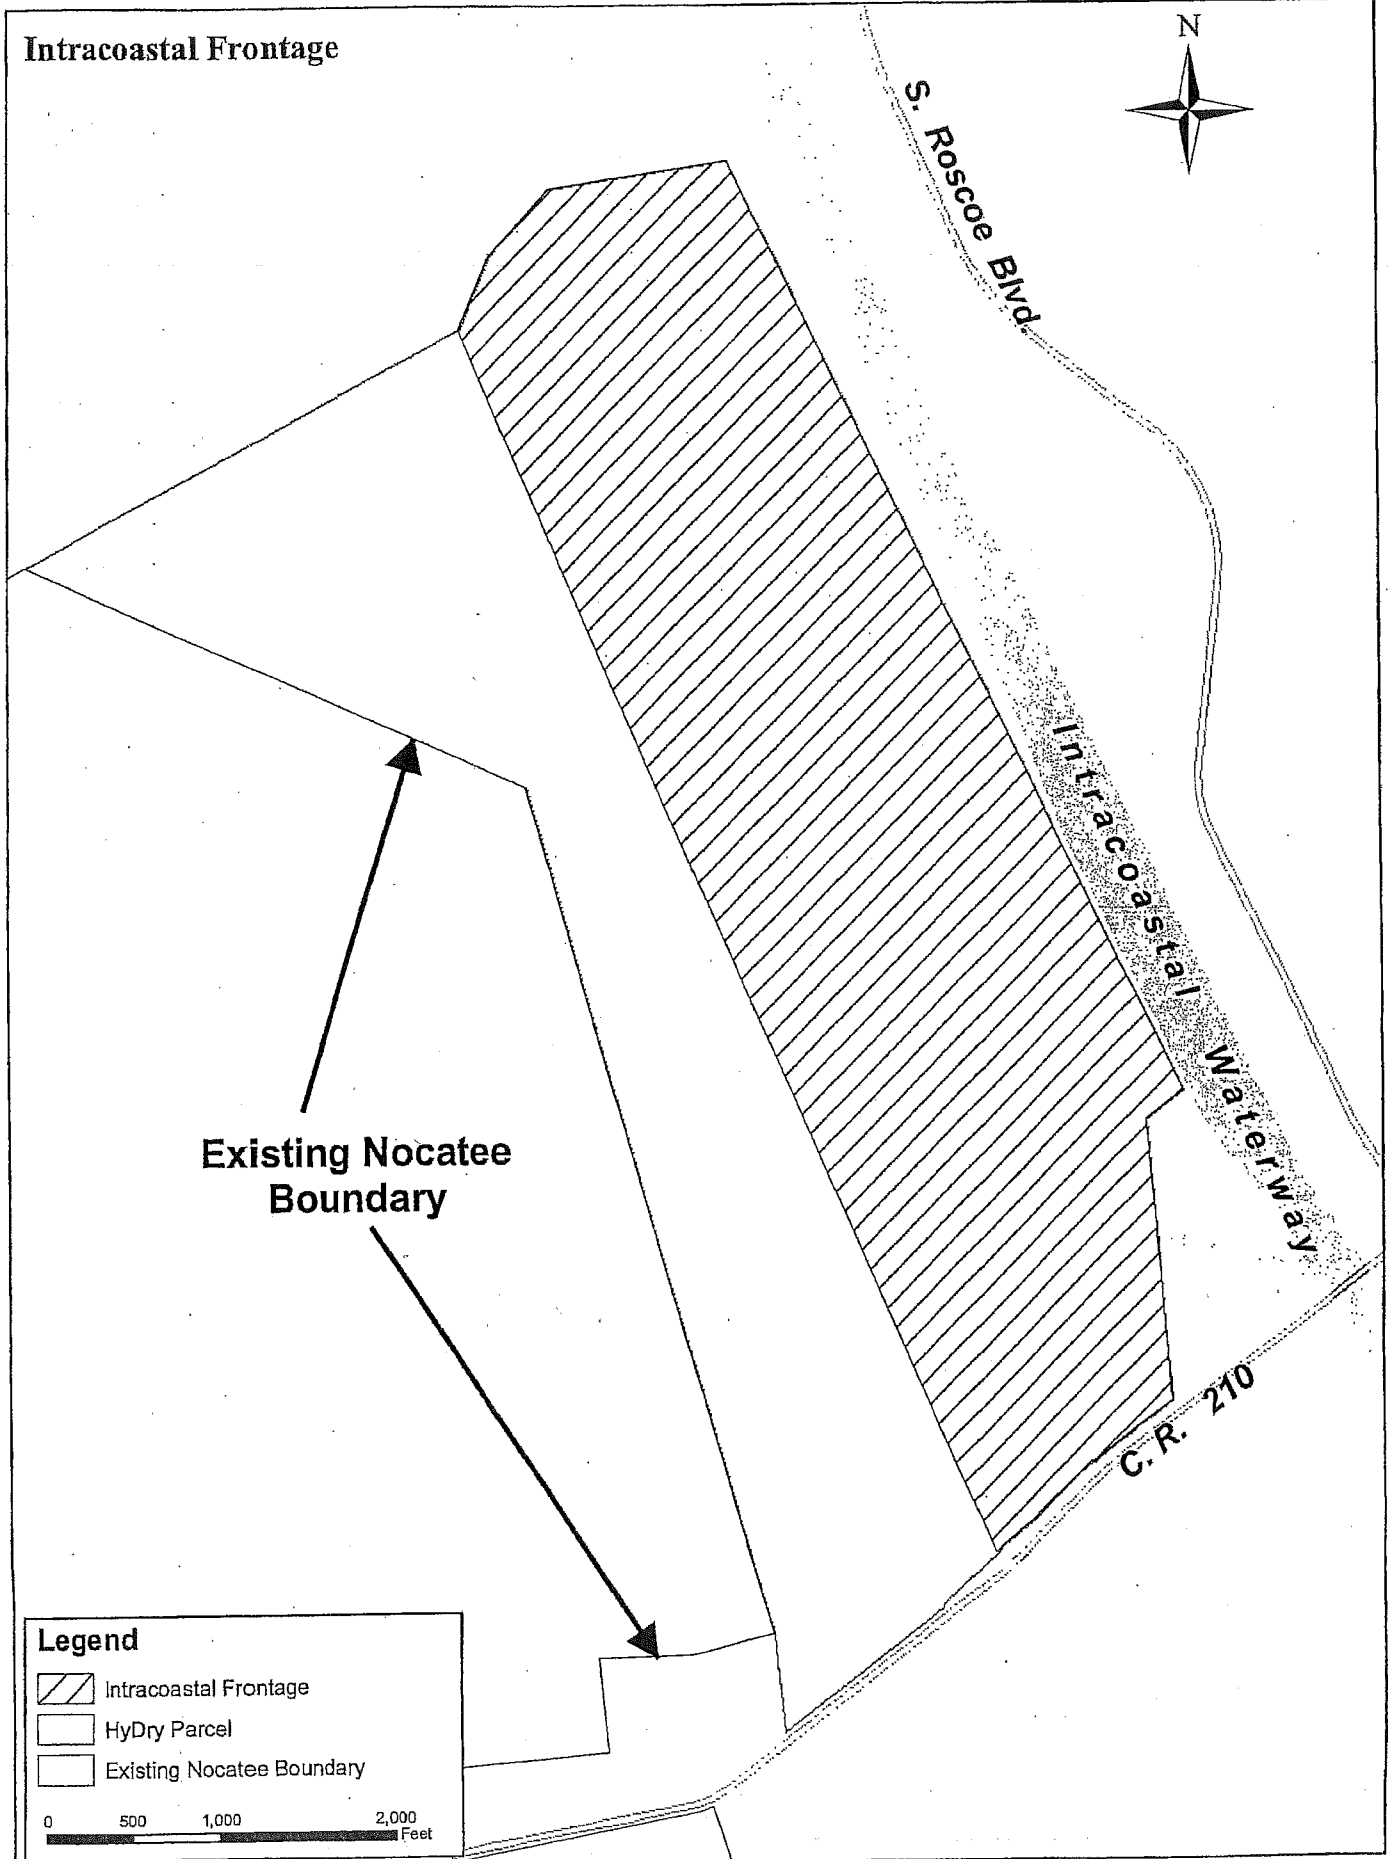 Intracoastal Frontage
N
S. Roscoe Blvd.
Intracoastal Waterway
Existing Nocatee
Boundary
C. R. 210
Legend
Intracoastal Frontage
HyDry Parcel
Existing Nocatee Boundary
0 500 1,000 2,000
Feet